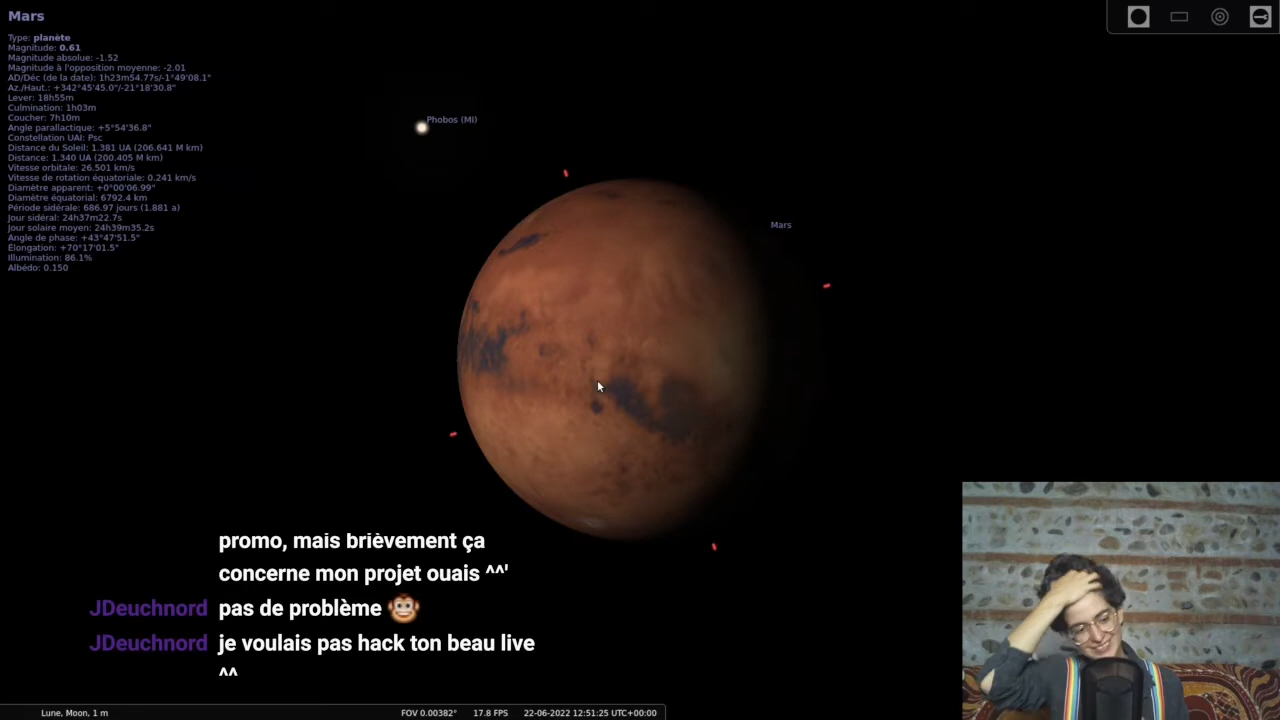 Mars
Type: planète
Magnitude: 0.61
Magnitude absolue: -1.52
Magnitude à l'opposition moyenne: -2.01
AD/Déc (de la date): 1h23m54.77s/-1°49'08.1"
Az./Haut.: +342°45'45.0"/-21°18'30.8"
Lever: 18h55m
Culmination: 1h03m
Coucher: 7h10m
Angle parallactique: +5°54'36.8"
Constellation UAI: Psc
Distance du Soleil: 1.381 UA (206.641 M km)
Distance: 1.340 UA (200.405 M km)
Vitesse orbitale: 26.501 km/s
Vitesse de rotation équatoriale: 0.241 km/s
Diamètre apparent: +0°00'06.99"
Diamètre équatorial: 6792.4 km
Période sidérale: 686.97 jours (1.881 a)
Jour sidéral: 24h37m22.7s
Jour solaire moyen: 24h39m35.2s
Angle de phase: +43°47'51.5"
Élongation: +70°17'01.5"
Illumination: 86.1%
Albédo: 0.150
Phobos (MI)
Mars
promo, mais brièvement ça
concerne mon projet ouais ^^'
JDeuchnord pas de problème 🐵
JDeuchnord je voulais pas hack ton beau live
^^
Lune, Moon, 1 m FOV 0.00382° 17.8 FPS 22-06-2022 12:51:25 UTC+00:00